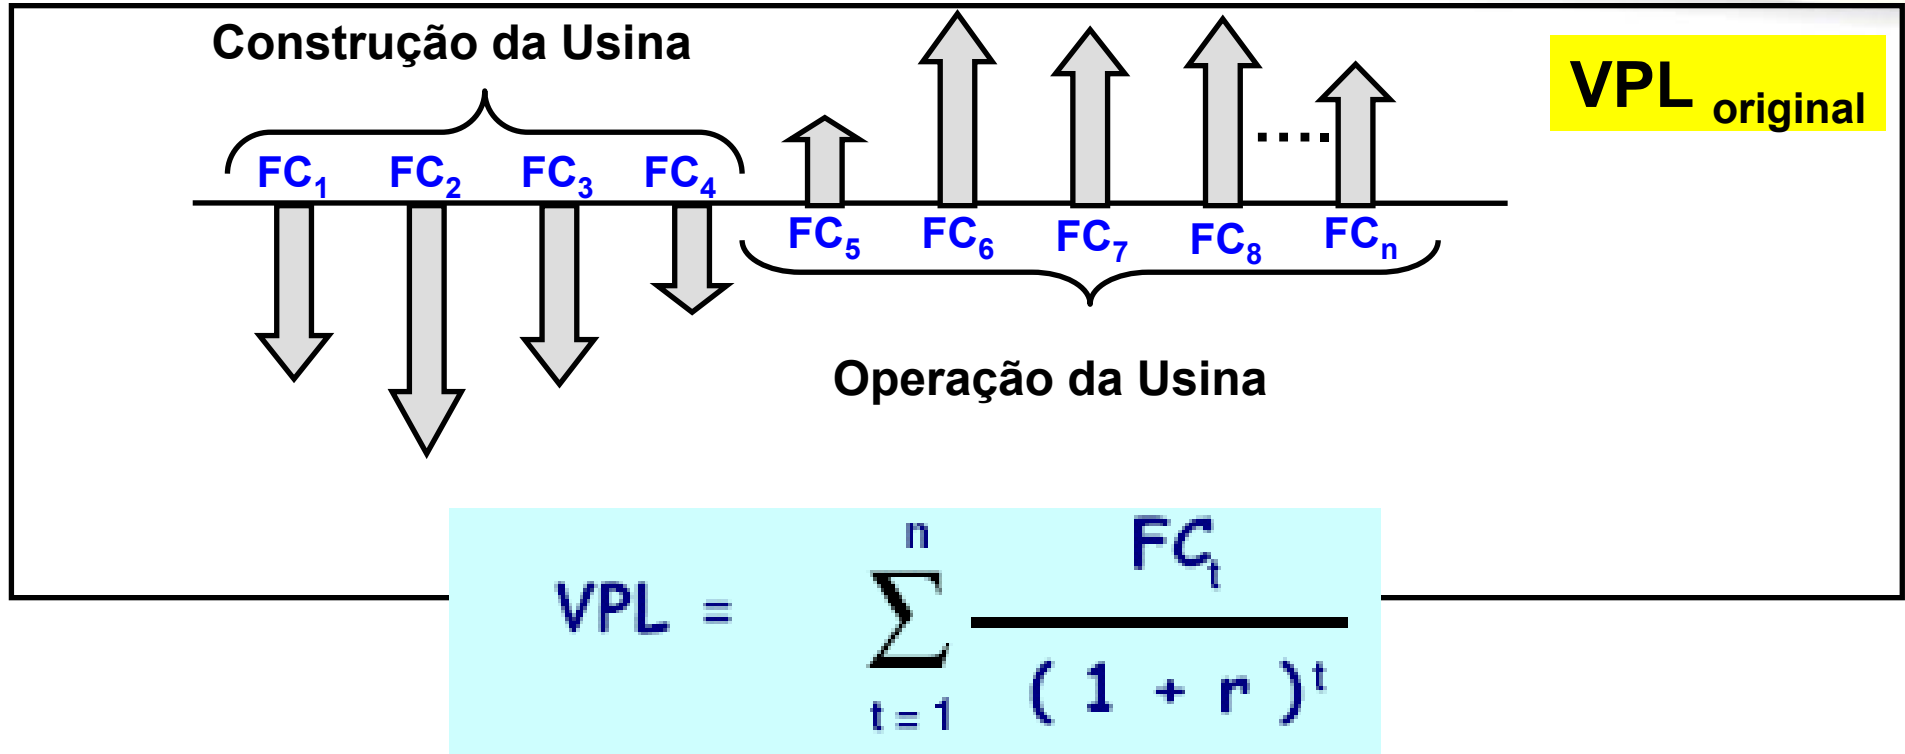 Construção da Usina
VPL original
....
FC1 FC2 FC3 FC4
FC5 FC6 FC7 FC8 FCn
Operação da Usina
n
FCt
VPL = ∑
( 1 + r )t
t = 1